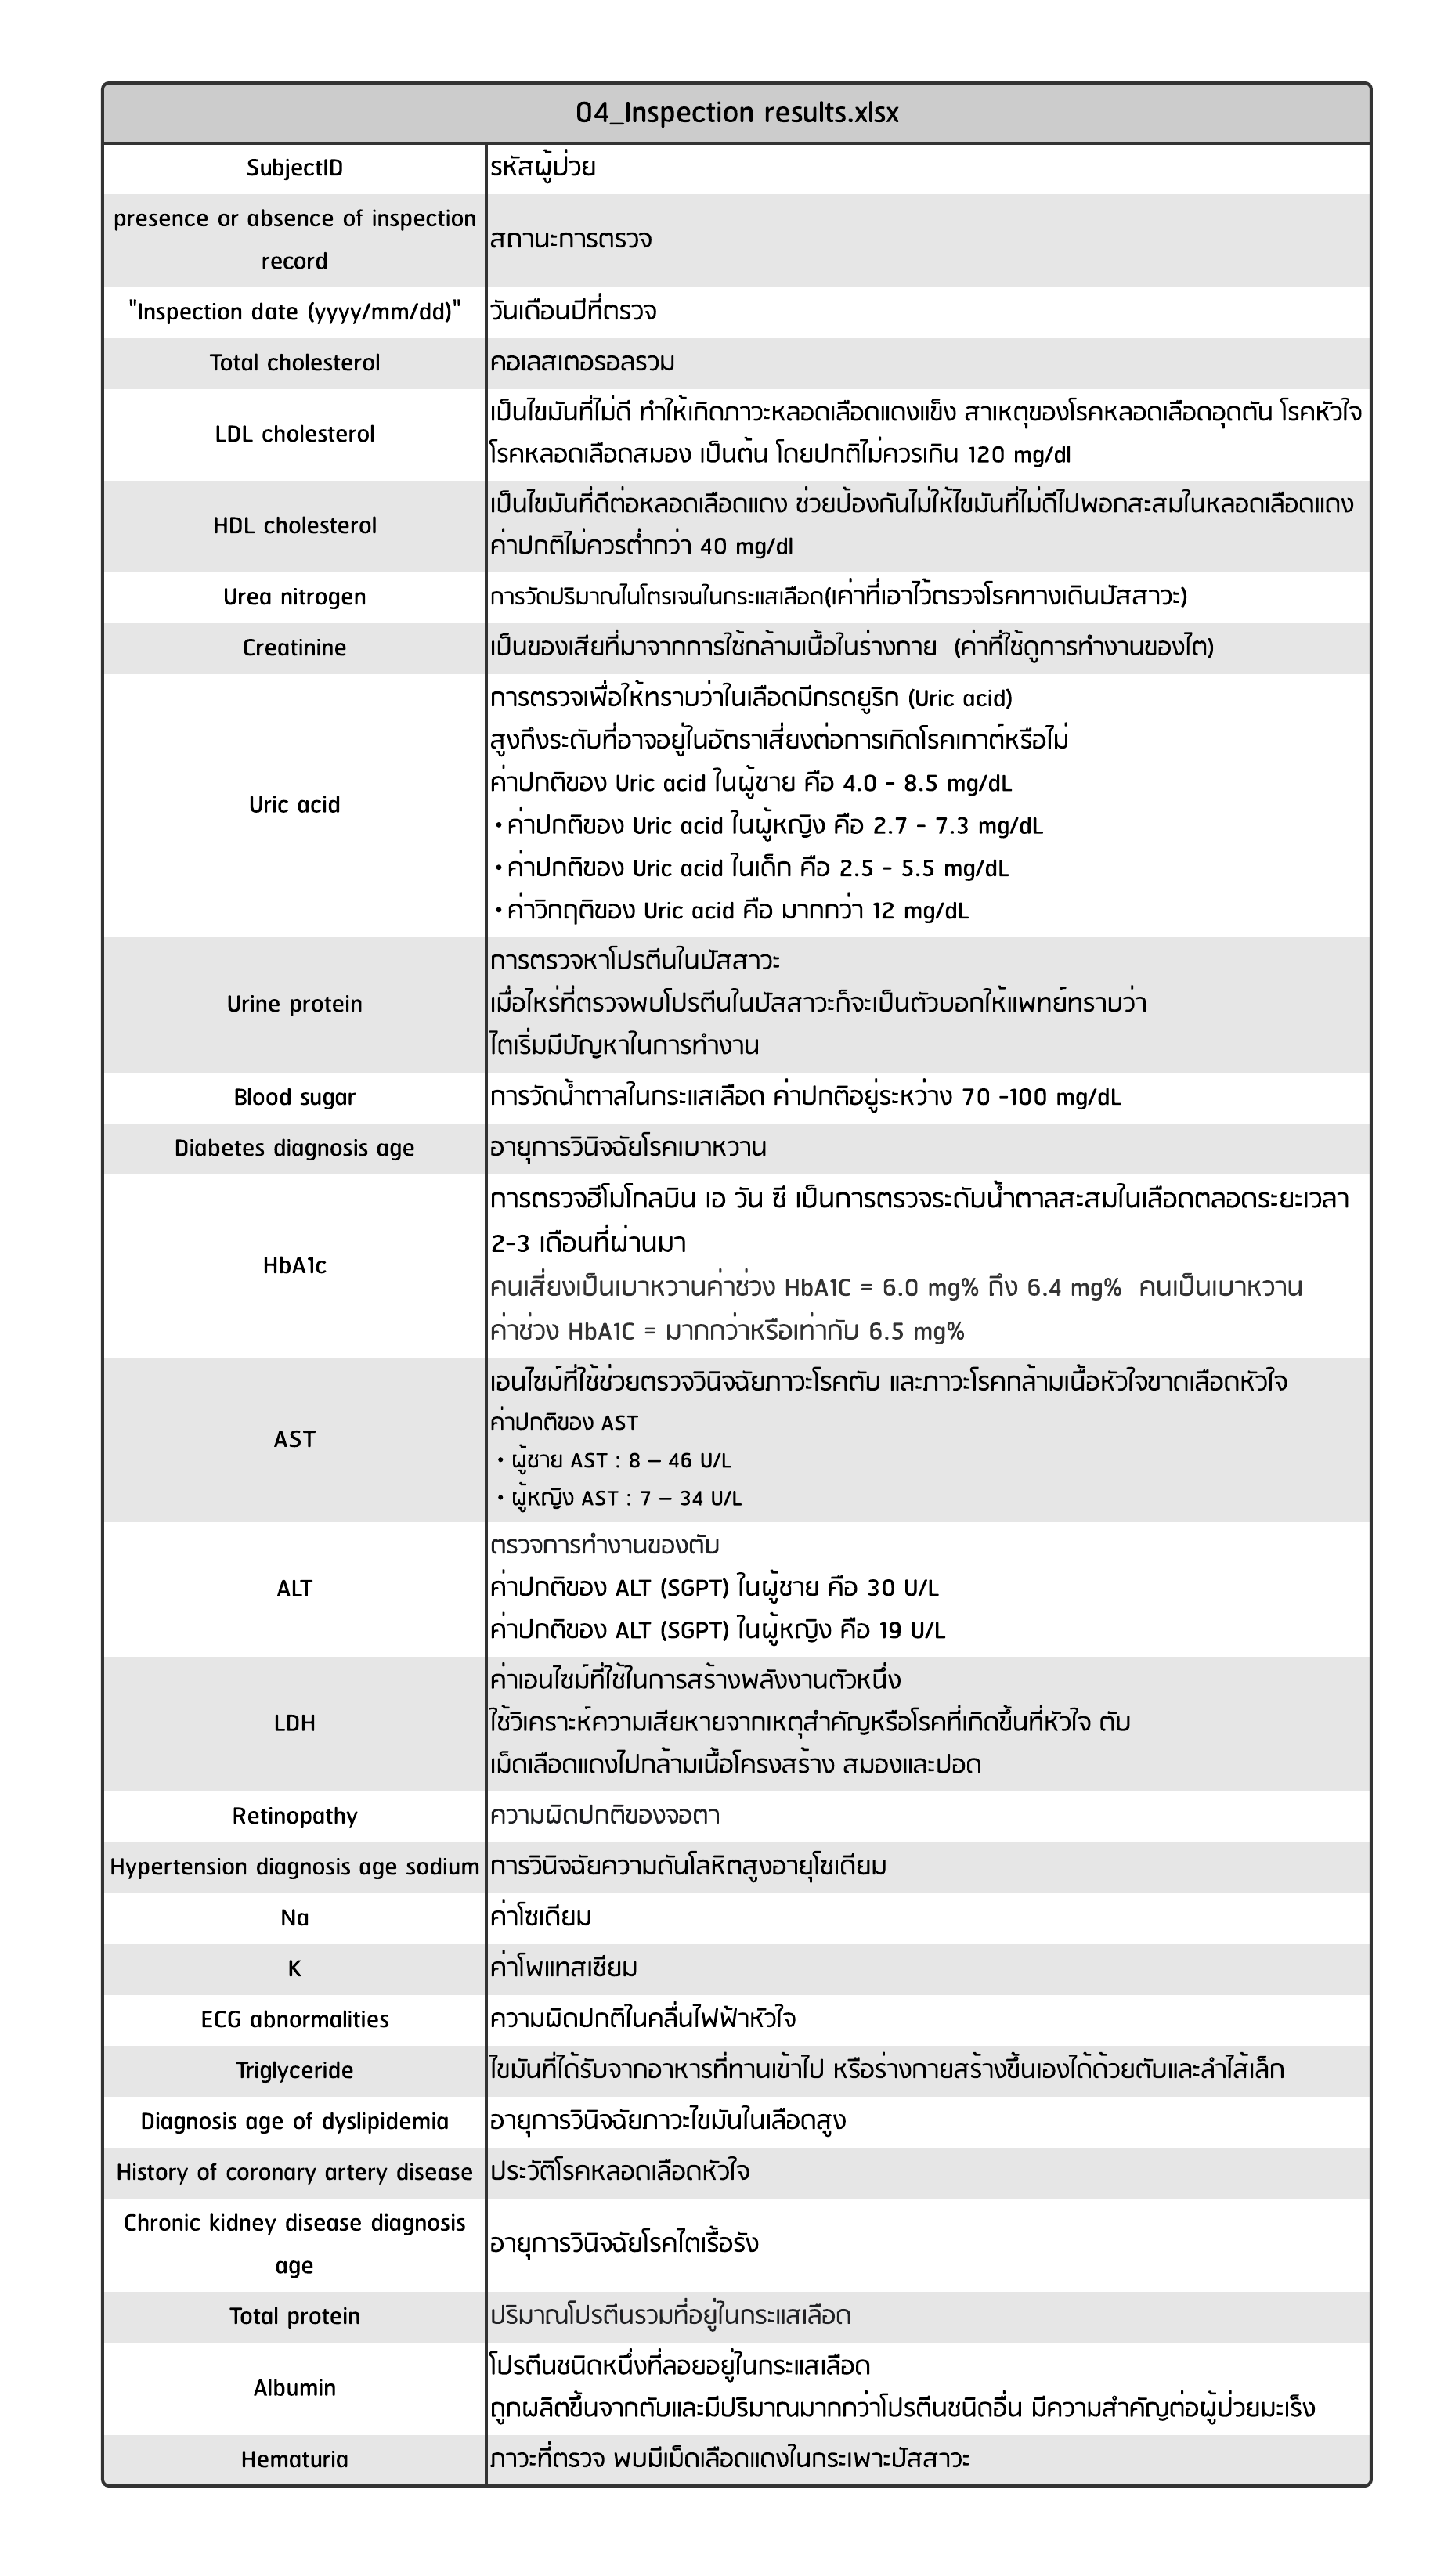 04_Inspection results.xlsx
SubjectID
รหัสผู้ป่วย
presence or absence of inspection
record
สถานะการตรวจ
"Inspection date (yyyy/mm/dd)"
วันเดือนปีที่ตรวจ
Total cholesterol
คอเลสเตอรอลรวม
LDL cholesterol
เป็นไขมันที่ไม่ดี ทำให้เกิดภาวะหลอดเลือดแดงแข็ง สาเหตุของโรคหลอดเลือดอุดตัน โรคหัวใจ
โรคหลอดเลือดสมอง เป็นต้น โดยปกติไม่ควรเกิน 120 mg/dl
HDL cholesterol
เป็นไขมันที่ดีต่อหลอดเลือดแดง ช่วยป้องกันไม่ให้ไขมันที่ไม่ดีไปพอกสะสมในหลอดเลือดแดง
ค่าปกติไม่ควรต่ำกว่า 40 mg/dl
Urea nitrogen
การวัดปริมาณไนโตรเจนในกระแสเลือด(เค่าที่เอาไว้ตรวจโรคทางเดินปัสสาวะ)
Creatinine
เป็นของเสียที่มาจากการใช้กล้ามเนื้อในร่างกาย (ค่าที่ใช้ดูการทำงานของไต)
Uric acid
การตรวจเพื่อให้ทราบว่าในเลือดมีกรดยูริก (Uric acid)
สูงถึงระดับที่อาจอยู่ในอัตราเสี่ยงต่อการเกิดโรคเกาต์หรือไม่
ค่าปกติของ Uric acid ในผู้ชาย คือ 4.0 - 8.5 mg/dL
•ค่าปกติของ Uric acid ในผู้หญิง คือ 2.7 - 7.3 mg/dL
•ค่าปกติของ Uric acid ในเด็ก คือ 2.5 - 5.5 mg/dL
•ค่าวิกฤติของ Uric acid คือ มากกว่า 12 mg/dL
Urine protein
การตรวจหาโปรตีนในปัสสาวะ
เมื่อไหร่ที่ตรวจพบโปรตีนในปัสสาวะก็จะเป็นตัวบอกให้แพทย์ทราบว่า
ไตเริ่มมีปัญหาในการทำงาน
Blood sugar
การวัดน้ำตาลในกระแสเลือด ค่าปกติอยู่ระหว่าง 70 -100 mg/dL
Diabetes diagnosis age
อายุการวินิจฉัยโรคเบาหวาน
HbA1c
การตรวจฮีโมโกลบิน เอ วัน ซี เป็นการตรวจระดับน้ำตาลสะสมในเลือดตลอดระยะเวลา
2-3 เดือนที่ผ่านมา
คนเสี่ยงเป็นเบาหวานค่าช่วง HbA1C = 6.0 mg% ถึง 6.4 mg% คนเป็นเบาหวาน
ค่าช่วง HbA1C = มากกว่าหรือเท่ากับ 6.5 mg%
AST
เอนไซม์ที่ใช้ช่วยตรวจวินิจฉัยภาวะโรคตับ และภาวะโรคกล้ามเนื้อหัวใจขาดเลือดหัวใจ
ค่าปกติของ AST
• ผู้ชาย AST : 8 – 46 U/L
• ผู้หญิง AST : 7 – 34 U/L
ALT
ตรวจการทำงานของตับ
ค่าปกติของ ALT (SGPT) ในผู้ชาย คือ 30 U/L
ค่าปกติของ ALT (SGPT) ในผู้หญิง คือ 19 U/L
LDH
ค่าเอนไซม์ที่ใช้ในการสร้างพลังงานตัวหนึ่ง
ใช้วิเคราะห์ความเสียหายจากเหตุสำคัญหรือโรคที่เกิดขึ้นที่หัวใจ ตับ
เม็ดเลือดแดงไปกล้ามเนื้อโครงสร้าง สมองและปอด
Retinopathy
ความผิดปกติของจอตา
Hypertension diagnosis age sodium
การวินิจฉัยความดันโลหิตสูงอายุโซเดียม
Na
ค่าโซเดียม
K
ค่าโพแทสเซียม
ECG abnormalities
ความผิดปกติในคลื่นไฟฟ้าหัวใจ
Triglyceride
ไขมันที่ได้รับจากอาหารที่ทานเข้าไป หรือร่างกายสร้างขึ้นเองได้ด้วยตับและลำไส้เล็ก
Diagnosis age of dyslipidemia
อายุการวินิจฉัยภาวะไขมันในเลือดสูง
History of coronary artery disease
ประวัติโรคหลอดเลือดหัวใจ
Chronic kidney disease diagnosis
age
อายุการวินิจฉัยโรคไตเรื้อรัง
Total protein
ปริมาณโปรตีนรวมที่อยู่ในกระแสเลือด
Albumin
โปรตีนชนิดหนึ่งที่ลอยอยู่ในกระแสเลือด
ถูกผลิตขึ้นจากตับและมีปริมาณมากกว่าโปรตีนชนิดอื่น มีความสำคัญต่อผู้ป่วยมะเร็ง
Hematuria
ภาวะที่ตรวจ พบมีเม็ดเลือดแดงในกระเพาะปัสสาวะ